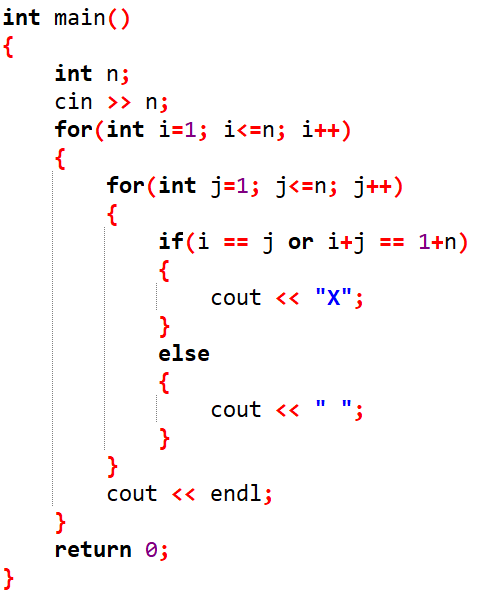 int main()
{
    int n;
    cin >> n;
    for(int i=1; i<=n; i++)
    {
        for(int j=1; j<=n; j++)
        {
            if(i == j or i+j == 1+n)
            {
                cout << "X";
            }
            else
            {
                cout << " ";
            }
        }
        cout << endl;
    }
    return 0;
}